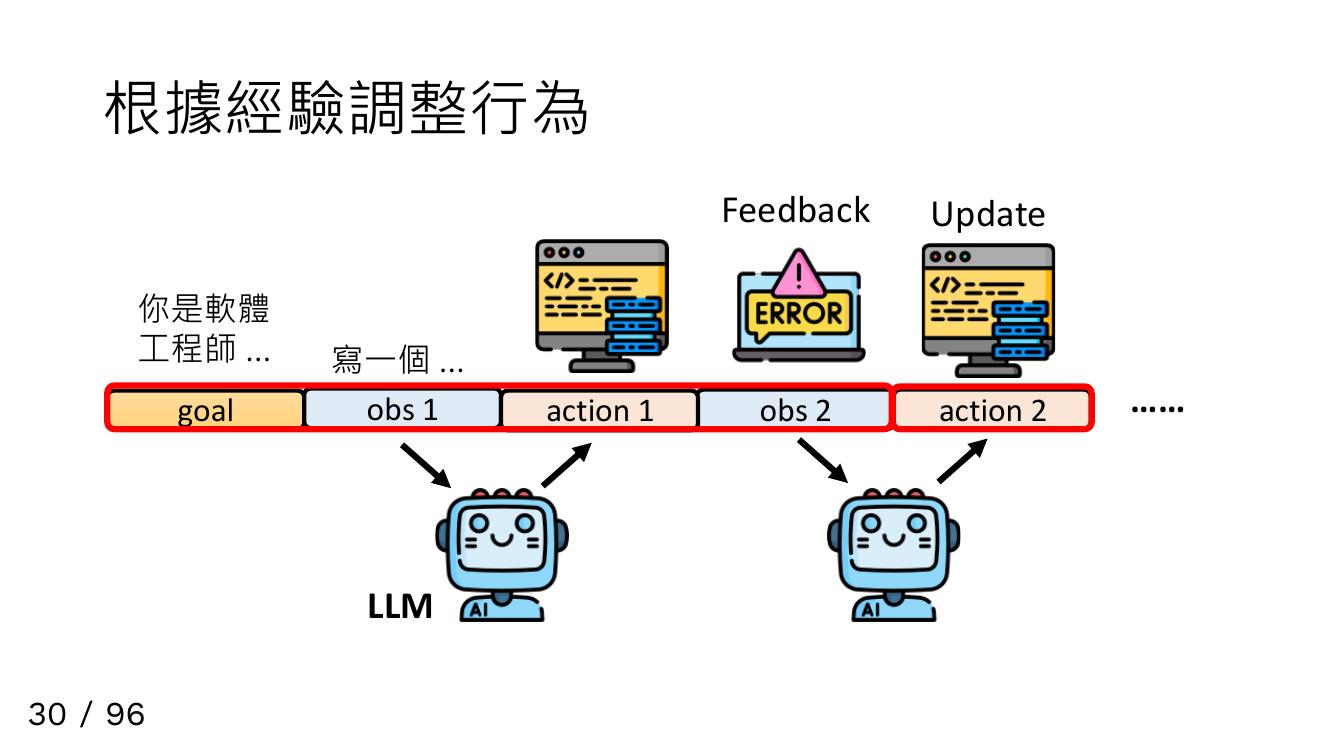 根據經驗調整行為
Feedback
Update
</>
ERROR
</>
你是軟體
工程師 ...
寫一個 ...
goal
obs 1
action 1
obs 2
action 2
......
LLM
AI
AI
30 / 96